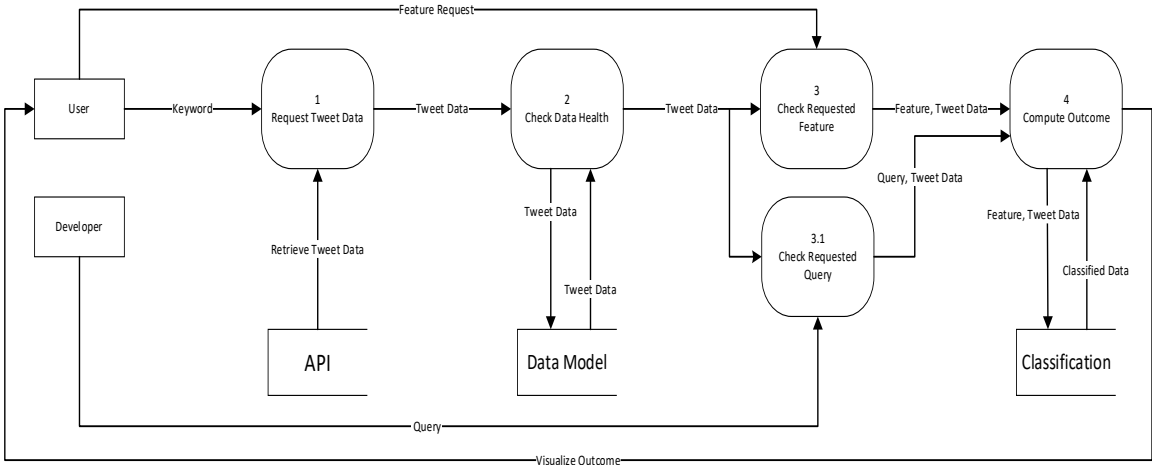 Feature Request
User
Keyword
1
Request Tweet Data
Tweet Data
2
Check Data Health
Tweet Data
3
Check Requested
Feature
Feature, Tweet Data
4
Compute Outcome
Query, Tweet Data
Developer
Retrieve Tweet Data
Tweet Data
Tweet Data
3.1
Check Requested
Query
Feature, Tweet Data
Classified Data
API
Data Model
Classification
Query
Visualize Outcome